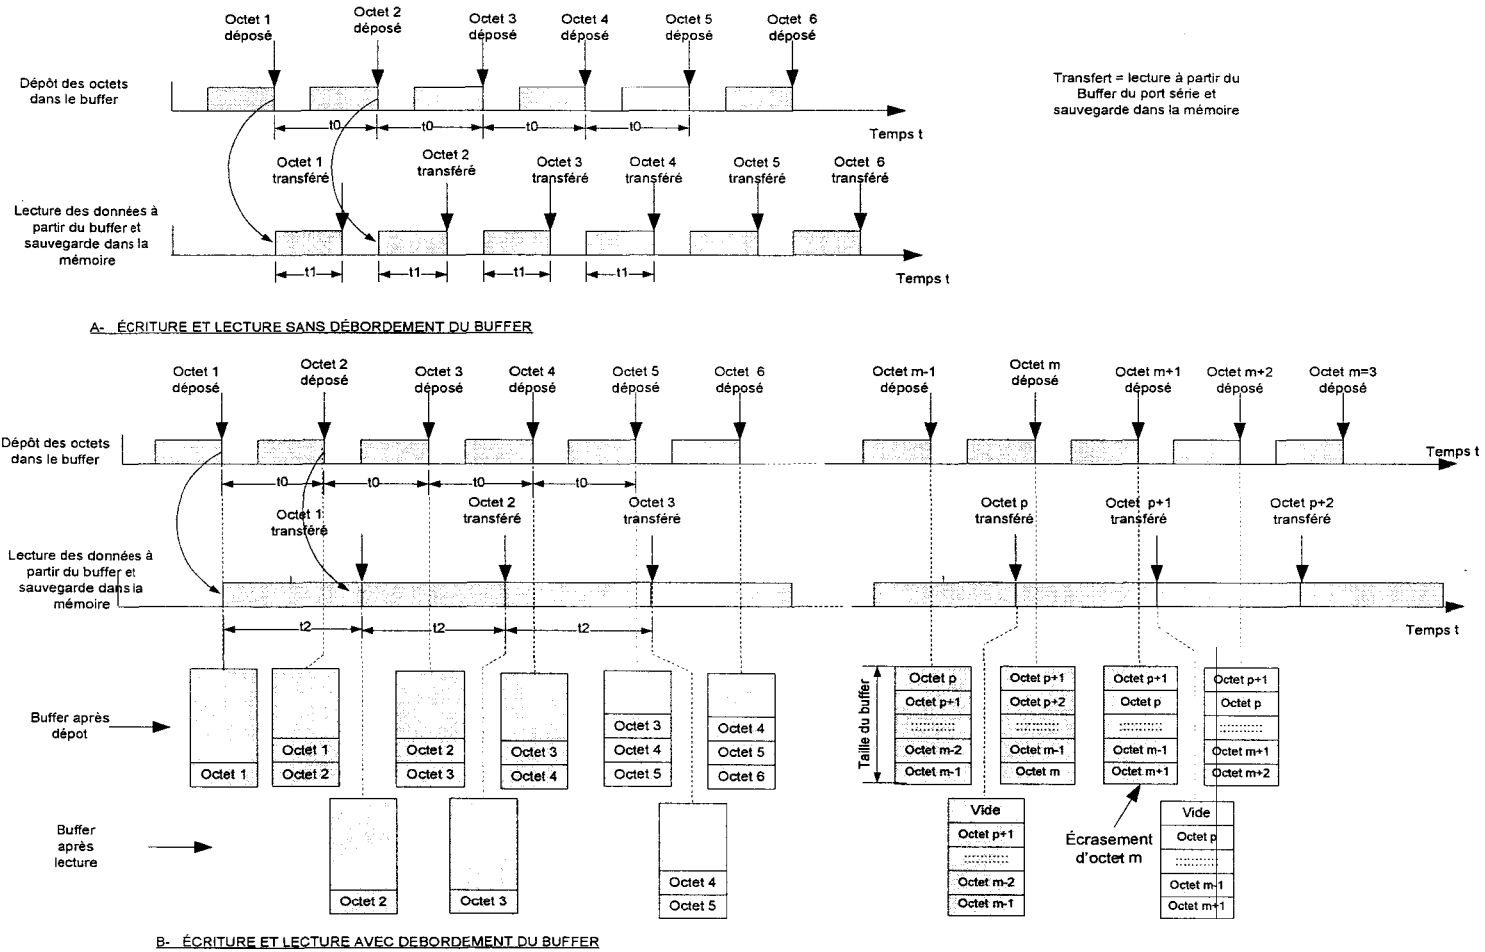 Octet 1
déposé
Octet 2
déposé
Octet 3
déposé
Octet 4
déposé
Octet 5
déposé
Octet 6
déposé
Dépôt des octets
dans le buffer
Transfert = lecture à partir du
Buffer du port série et
sauvegarde dans la mémoire
t0
t0
t0
t0
Temps t
Octet 1
transféré
Octet 2
transféré
Octet 3
transféré
Octet 4
transféré
Octet 5
transféré
Octet 6
transféré
Lecture des données à
partir du buffer et
sauvegarde dans la
mémoire
t1
t1
t1
t1
Temps t
A- ÉCRITURE ET LECTURE SANS DÉBORDEMENT DU BUFFER
Octet 1
déposé
Octet 2
déposé
Octet 3
déposé
Octet 4
déposé
Octet 5
déposé
Octet 6
déposé
Octet m-1
déposé
Octet m
déposé
Octet m+1
déposé
Octet m+2
déposé
Octet m=3
déposé
Dépôt des octets
dans le buffer
Temps t
t0
t0
t0
t0
Octet 1
transféré
Octet 2
transféré
Octet 3
transféré
Octet p
transféré
Octet p+1
transféré
Octet p+2
transféré
Lecture des données à
partir du buffer et
sauvegarde dans la
mémoire
t2
t2
t2
Temps t
Buffer après
dépot
Octet 1
Octet 1
Octet 2
Octet 2
Octet 3
Octet 3
Octet 4
Octet 3
Octet 4
Octet 5
Octet 4
Octet 5
Octet 6
Taille du buffer
Octet p
Octet p+1
Octet m-2
Octet m-1
Octet p+1
Octet p+2
Octet m-1
Octet m
Octet p+1
Octet p
Octet m-1
Octet m+1
Octet p+1
Octet p
Octet m+1
Octet m+2
Buffer
après
lecture
Octet 2
Octet 3
Octet 4
Octet 5
Vide
Octet p+1
Octet m-2
Octet m-1
Écrasement
d'octet m
Vide
Octet p
Octet m-1
Octet m+1
B- ÉCRITURE ET LECTURE AVEC DEBORDEMENT DU BUFFER